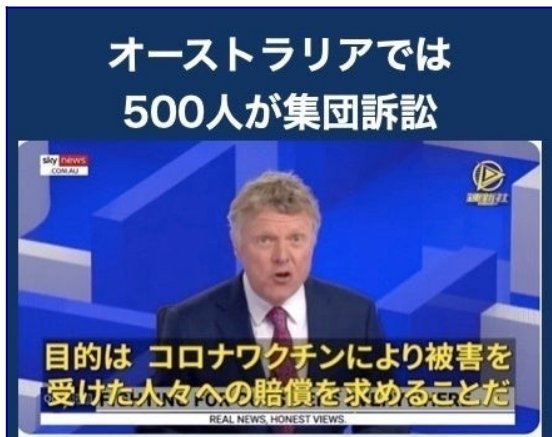 オーストラリアでは
500人が集団訴訟
sky news
.COM.AU
目的は コロナワクチンにより被害を
受けた人々への賠償を求めることだ
REAL NEWS, HONEST VIEWS.